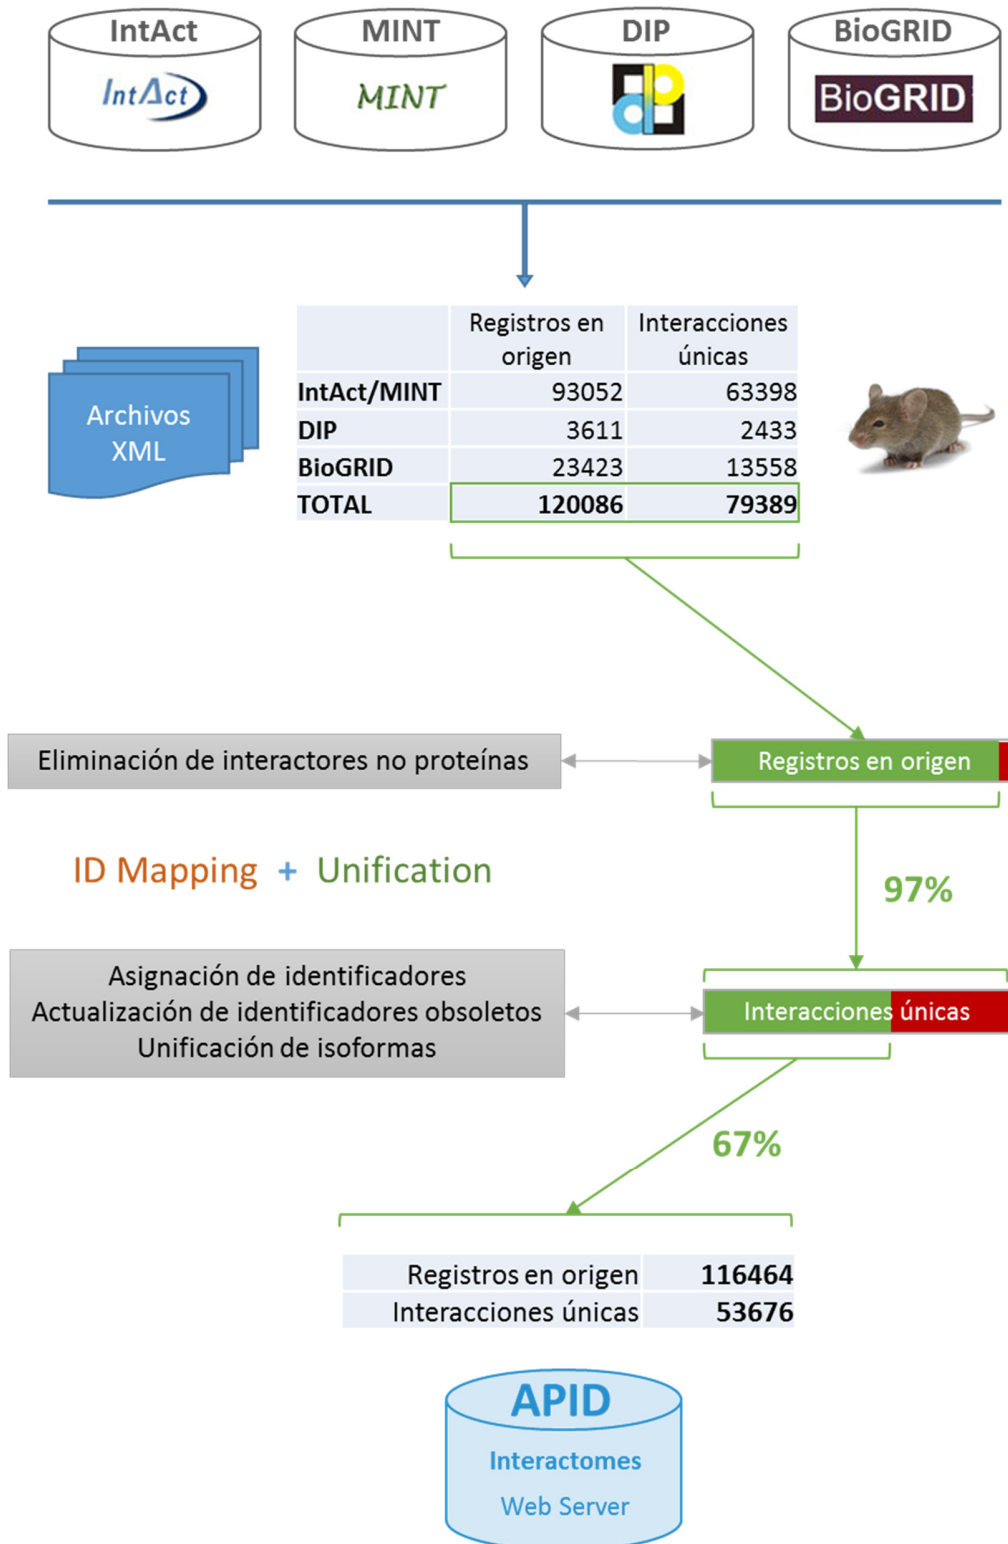 IntAct
MINT
DIP
BioGRID
IntAct
MINT
BioGRID
Registros en
origen
Interacciones
únicas
IntAct/MINT 93052 63398
DIP 3611 2433
BioGRID 23423 13558
TOTAL 120086 79389
Archivos
XML
Eliminación de interactores no proteínas
Registros en origen
ID Mapping + Unification
97%
Asignación de identificadores
Actualización de identificadores obsoletos
Unificación de isoformas
Interacciones únicas
67%
Registros en origen 116464
Interacciones únicas 53676
APID
Interactomes
Web Server